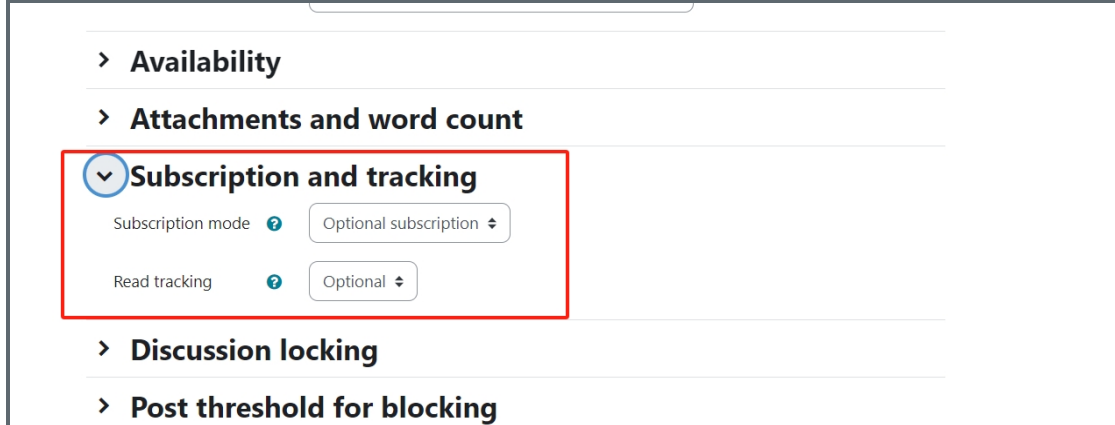 Availability
Attachments and word count
Subscription and tracking
Subscription mode Optional subscription
Read tracking Optional
Discussion locking
Post threshold for blocking